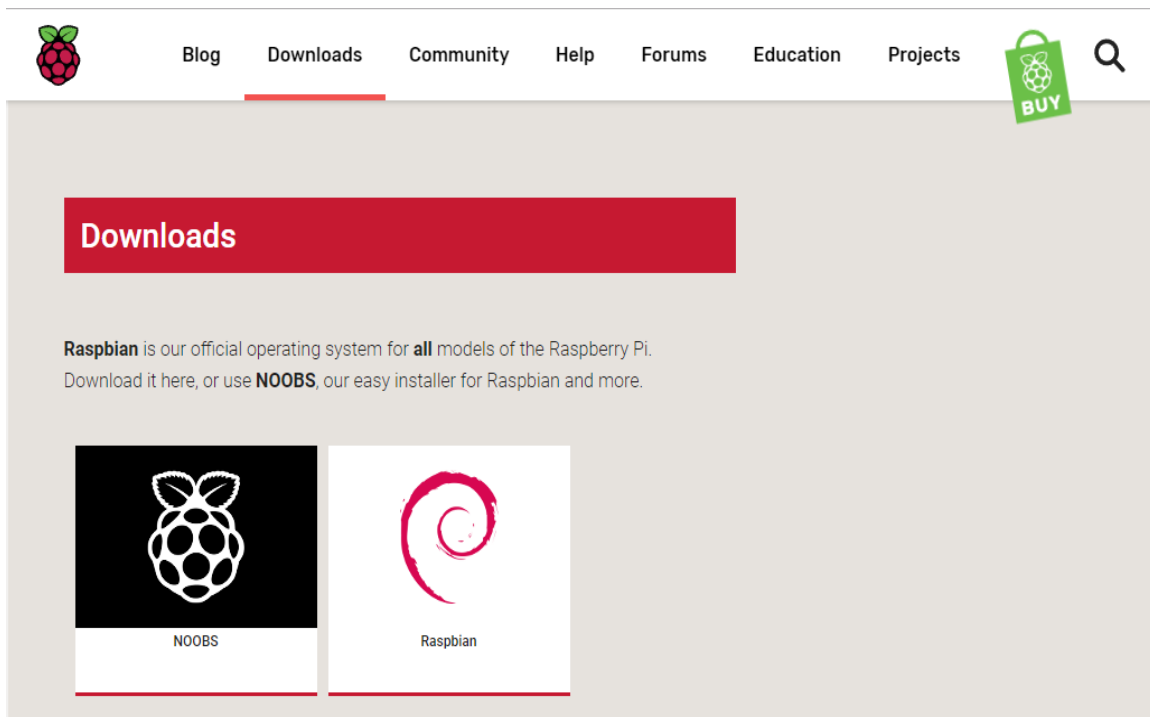 Blog Downloads Community Help Forums Education Projects
BUY
Downloads
Raspbian is our official operating system for all models of the Raspberry Pi.
Download it here, or use NOOBS, our easy installer for Raspbian and more.
NOOBS Raspbian